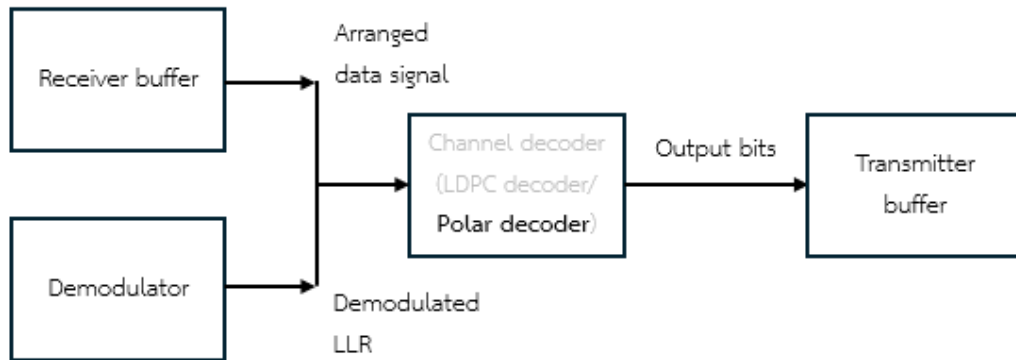 Receiver buffer
Arranged
data signal
Channel decoder
(LDPC decoder/
Polar decoder)
Output bits
Transmitter
buffer
Demodulator
Demodulated
LLR